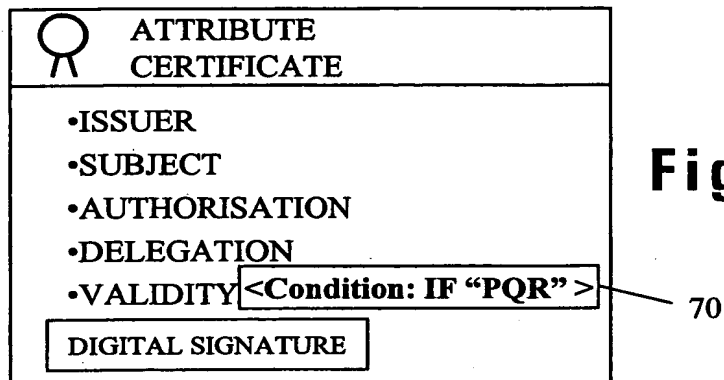 ATTRIBUTE
CERTIFICATE
•ISSUER
•SUBJECT
•AUTHORISATION
•DELEGATION
•VALIDITY <Condition: IF “PQR” >
70
DIGITAL SIGNATURE
Fig